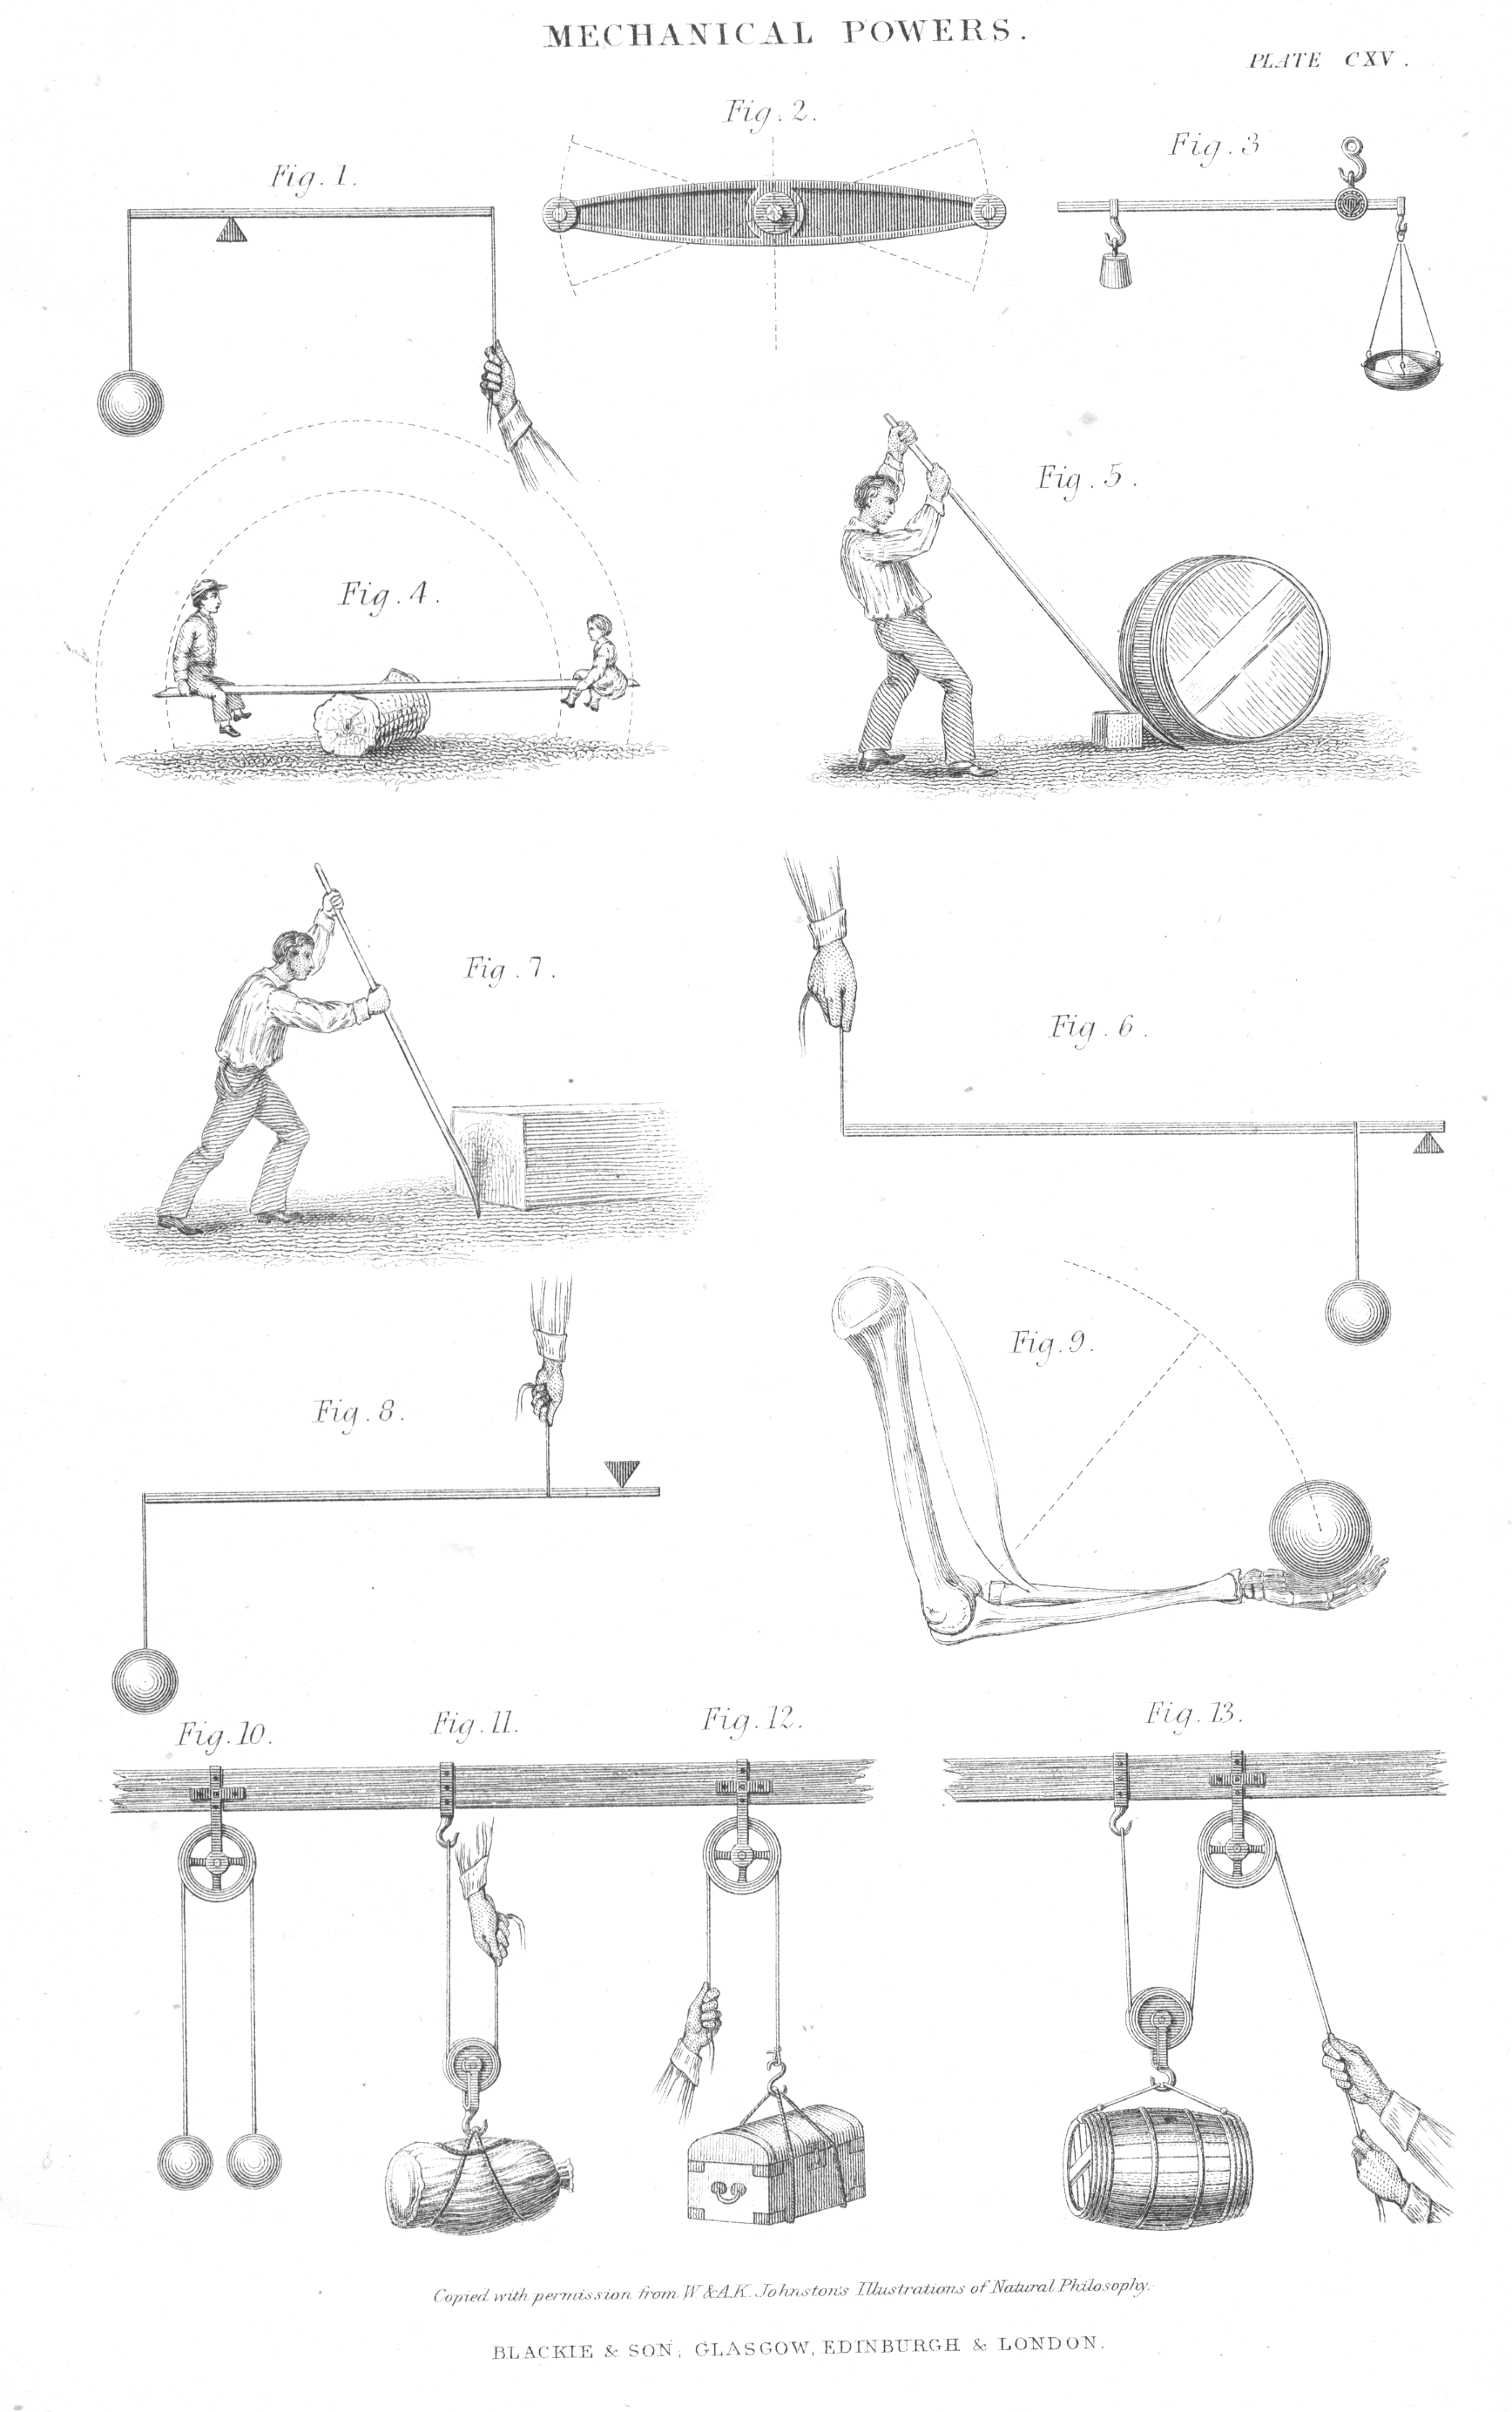 MECHANICAL POWERS.
PLATE CXV.
Fig. 1.
Fig. 2.
Fig. 3
Fig. 4.
Fig. 5.
Fig. 7.
Fig. 6.
Fig. 8.
Fig. 9.
Fig. 10.
Fig. 11.
Fig. 12.
Fig. 13.
Copied with permission from W & A.K. Johnston's Illustrations of Natural Philosophy.
BLACKIE & SON; GLASGOW, EDINBURGH & LONDON.